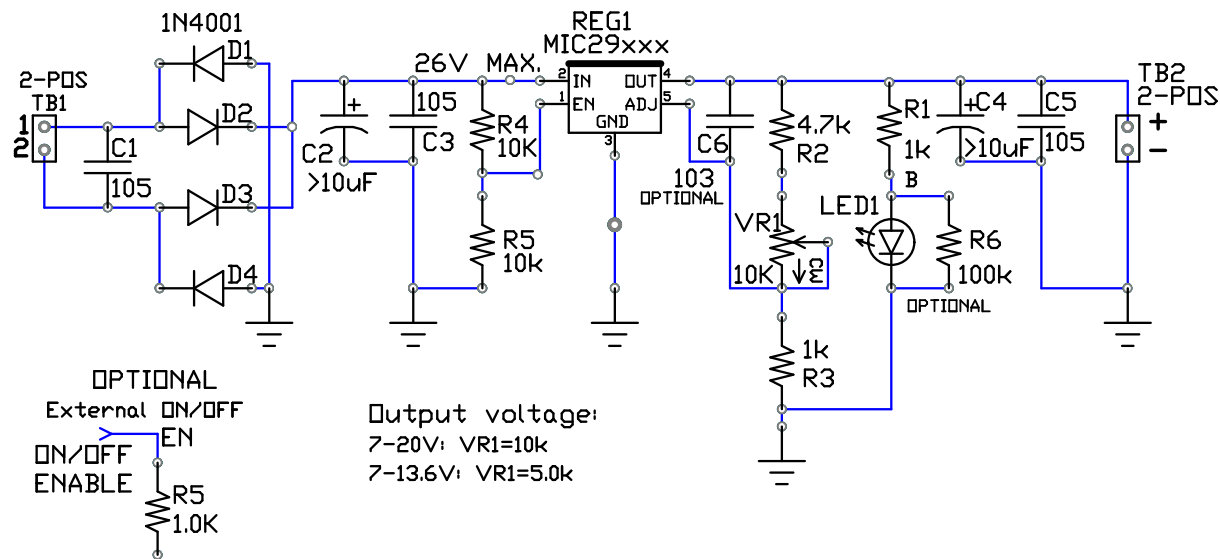 1N4001
D1
2-POS
TB1
1
2
C1
105
D2
D3
D4
26V MAX.
+
C2
>10uF
105
C3
R4
10K
R5
10k
REG1
MIC29xxx
2 IN
OUT 4
1 EN
ADJ 5
GND
3
C6
103
OPTIONAL
4.7k
R2
VR1
10K
CW
1k
R3
R1
1k
B
LED1
R6
100k
OPTIONAL
+C4
>10uF
C5
105
TB2
2-POS
+
-
OPTIONAL
External ON/OFF
EN
ON/OFF
ENABLE
R5
1.0K
Output voltage:
7-20V: VR1=10k
7-13.6V: VR1=5.0k